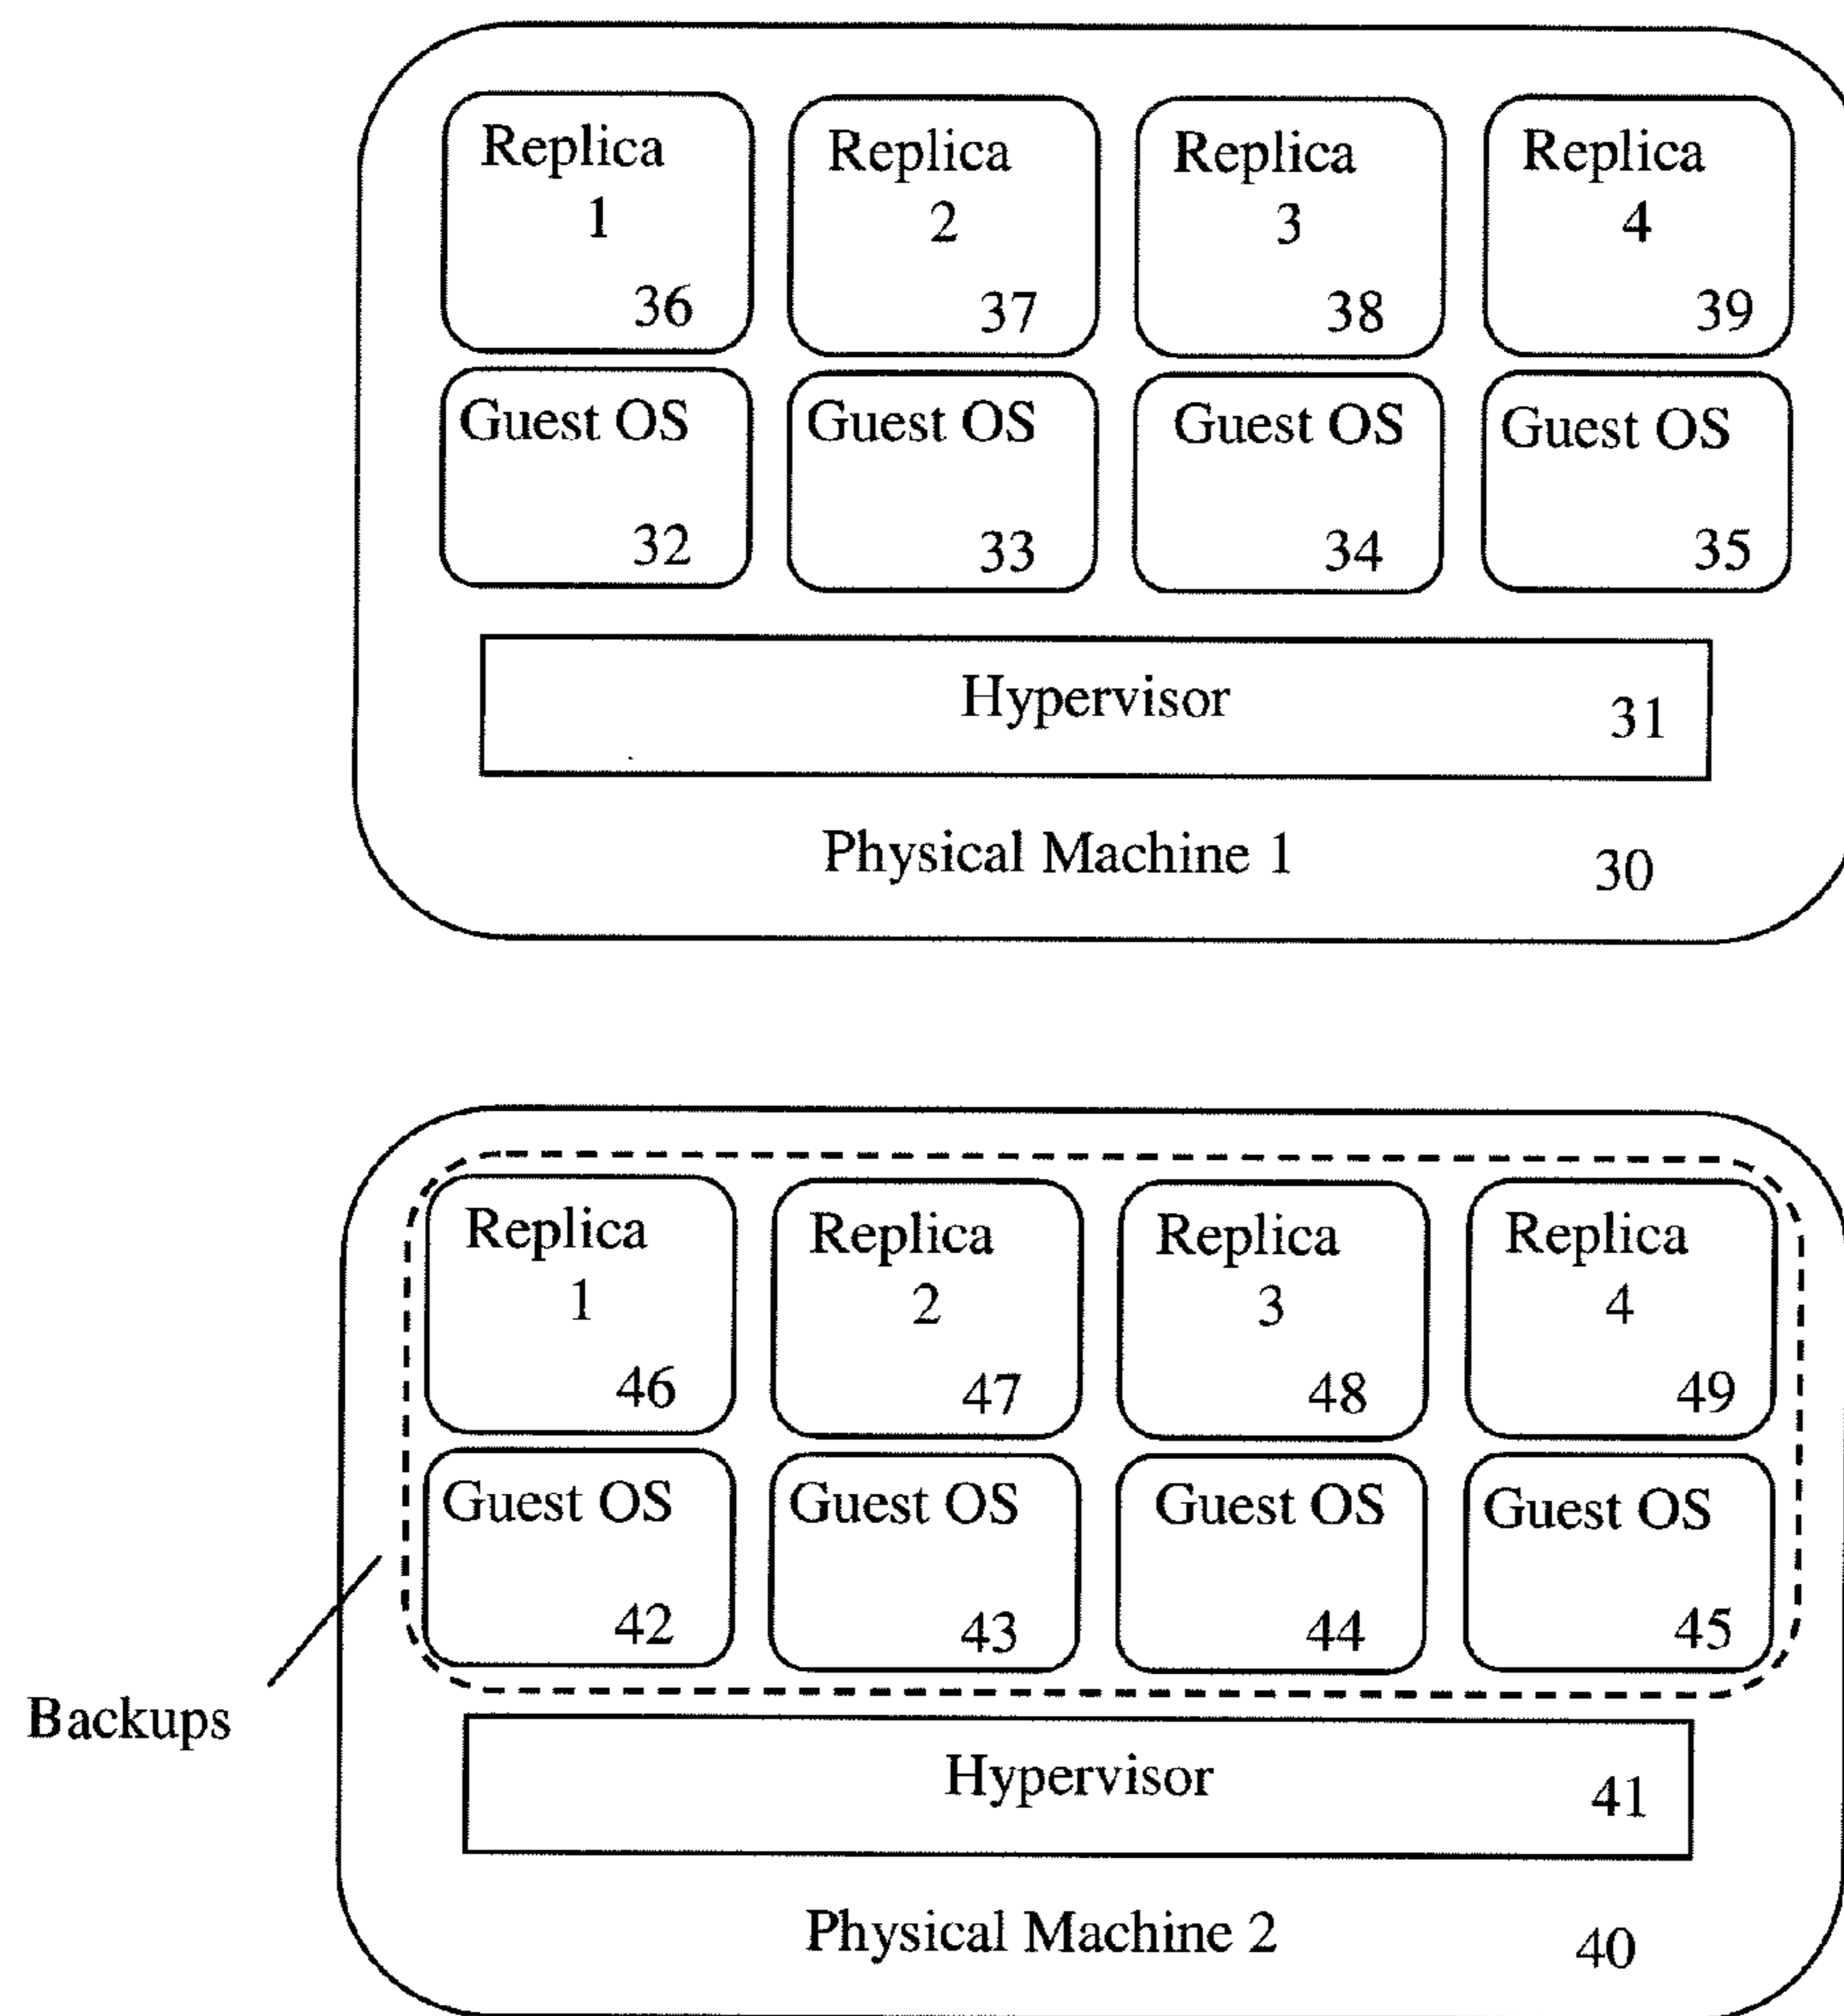 Replica
1
36
Replica
2
37
Replica
3
38
Replica
4
39
Guest OS
32
Guest OS
33
Guest OS
34
Guest OS
35
Hypervisor
31
Physical Machine 1
30
Replica
1
46
Replica
2
47
Replica
3
48
Replica
4
49
Guest OS
42
Guest OS
43
Guest OS
44
Guest OS
45
Backups
Hypervisor
41
Physical Machine 2
40